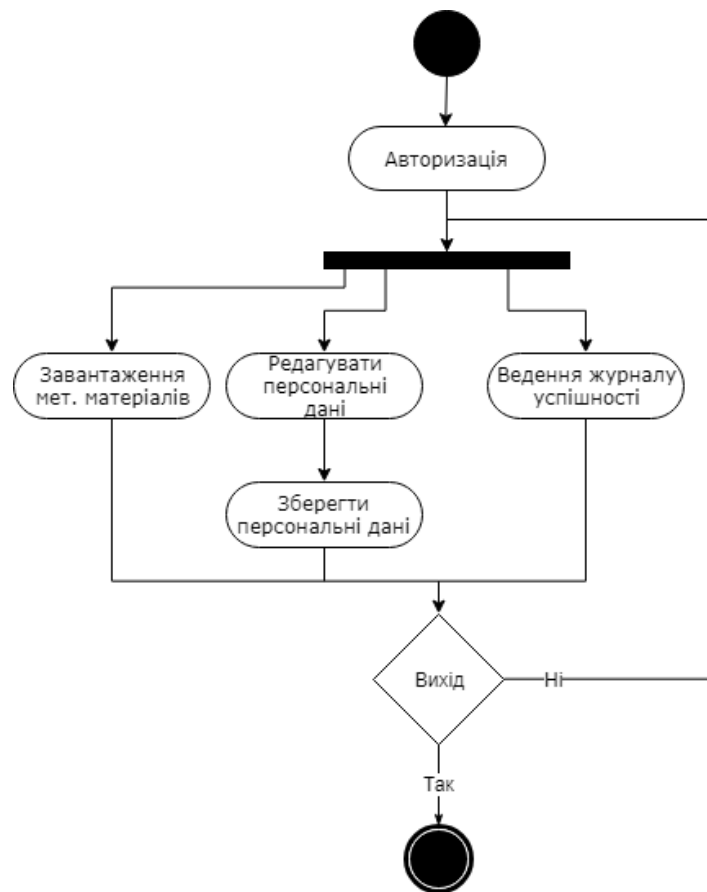 Авторизація
Завантаження
мет. матеріалів
Редагувати
персональні
дані
Ведення журналу
успішності
Зберегти
персональні дані
Вихід
Ні
Так